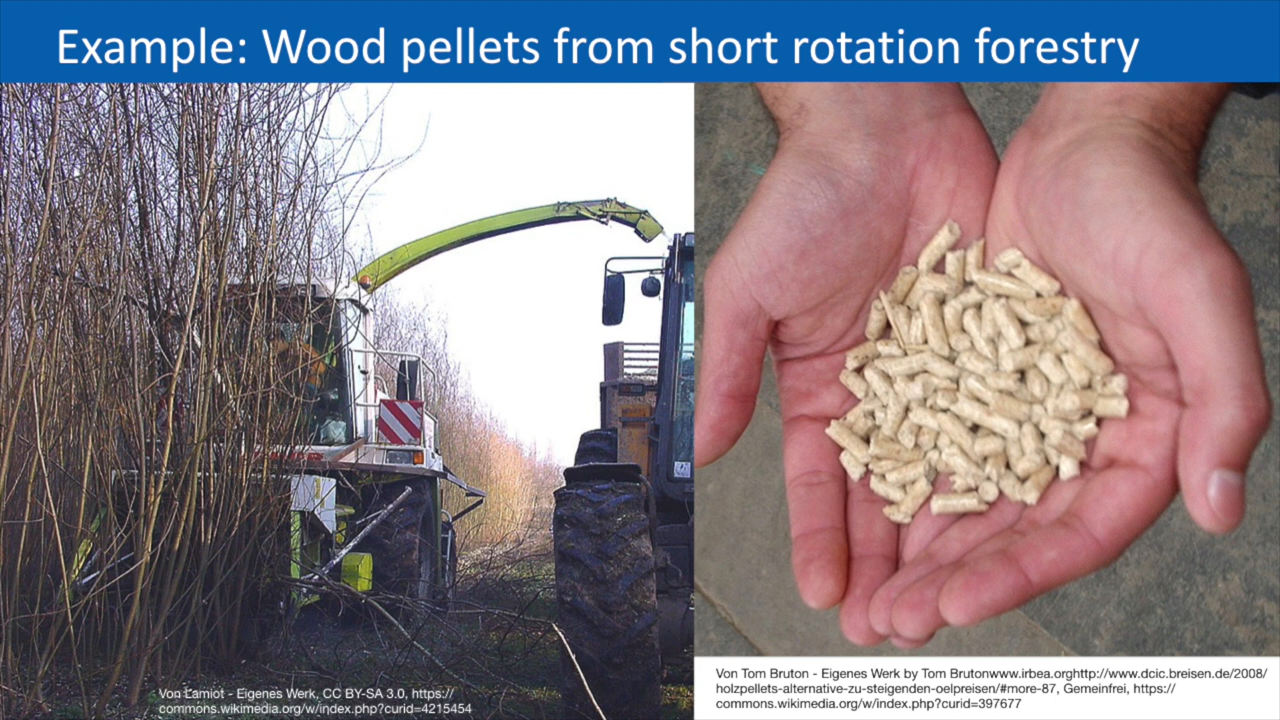 Example: Wood pellets from short rotation forestry
Von Lamiot - Eigenes Werk, CC BY-SA 3.0, https://
commons.wikimedia.org/w/index.php?curid=4215454
Von Tom Bruton - Eigenes Werk by Tom Brutonwww.irbea.orghttp://www.dcic.breisen.de/2008/
holzpellets-alternative-zu-steigenden-oelpreisen/#more-87, Gemeinfrei, https://
commons.wikimedia.org/w/index.php?curid=397677